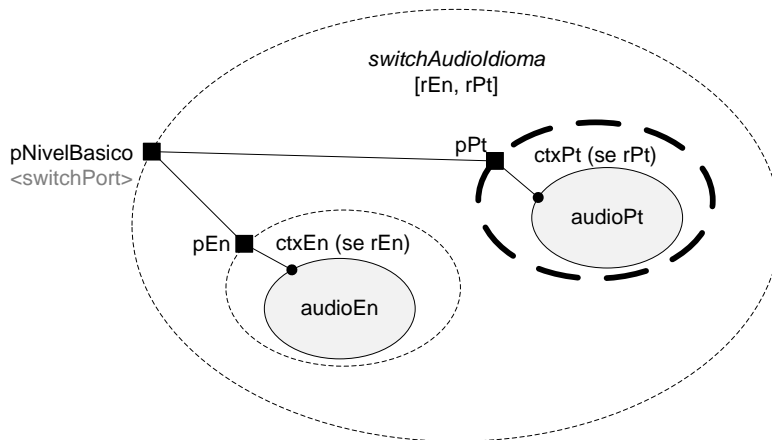 switchAudioIdioma
[rEn, rPt]
pNivelBasico
<switchPort>
pPt
ctxPt (se rPt)
audioPt
pEn
ctxEn (se rEn)
audioEn